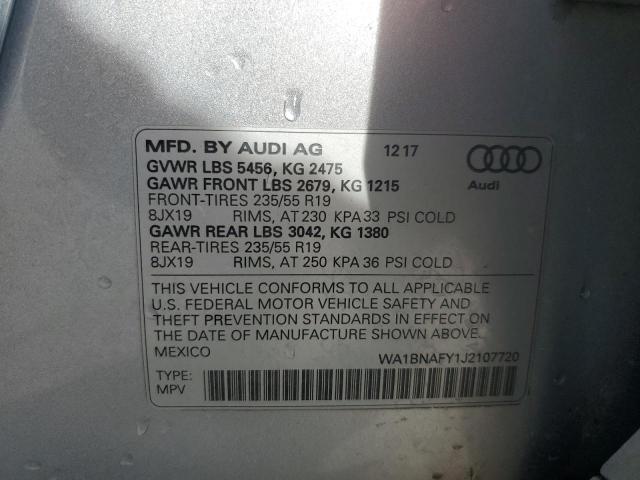 MFD. BY AUDI AG 12 17
GVWR LBS 5456, KG 2475
GAWR FRONT LBS 2679, KG 1215
FRONT-TIRES 235/55 R19
8JX19 RIMS, AT 230 KPA 33 PSI COLD
GAWR REAR LBS 3042, KG 1380
REAR-TIRES 235/55 R19
8JX19 RIMS, AT 250 KPA 36 PSI COLD
Audi
THIS VEHICLE CONFORMS TO ALL APPLICABLE
U.S. FEDERAL MOTOR VEHICLE SAFETY AND
THEFT PREVENTION STANDARDS IN EFFECT ON
THE DATE OF MANUFACTURE SHOWN ABOVE.
MEXICO WA1BNAFY1J2107720
TYPE:
MPV